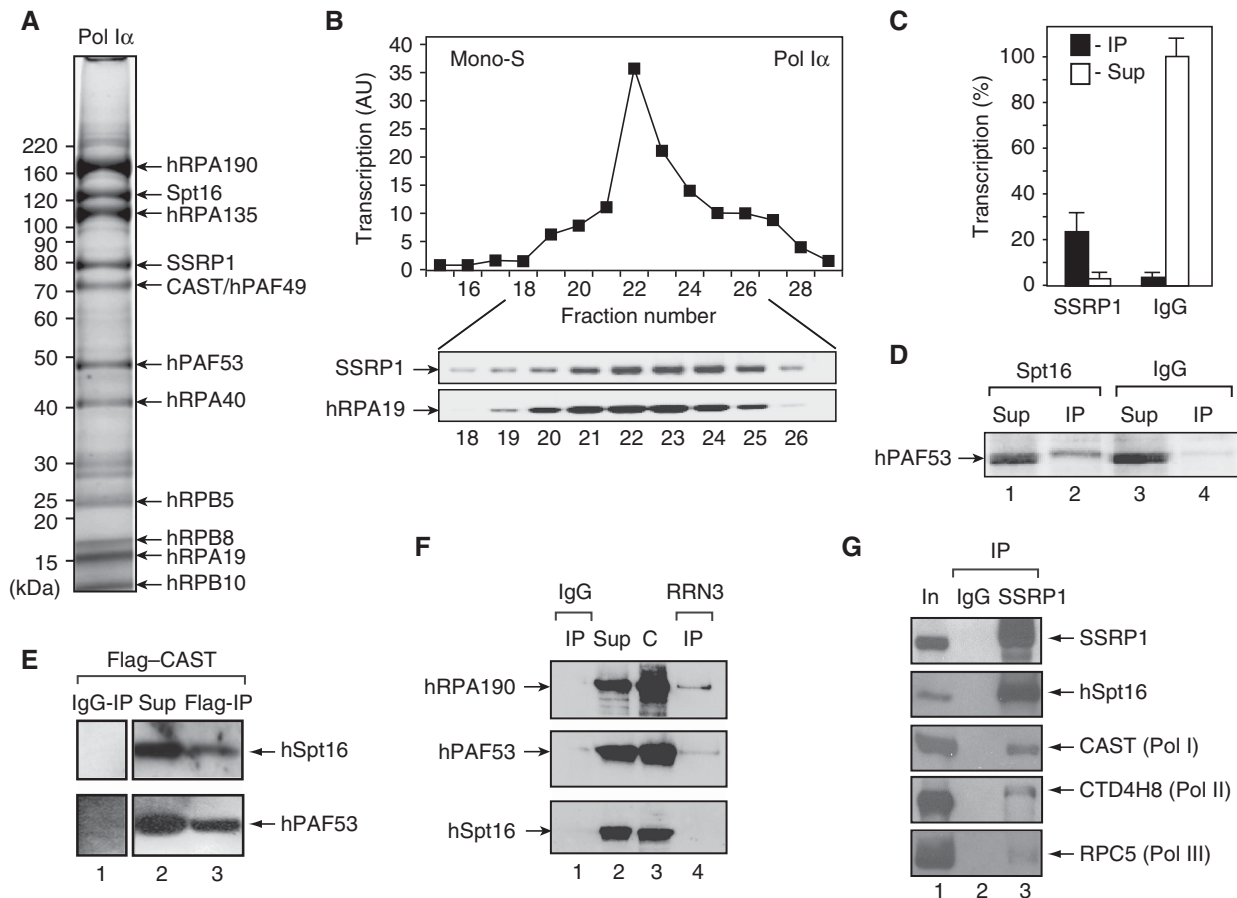 A
Pol Iα
220
160
120
100
90
80
70
60
50
40
30
25
20
15
(kDa)
hRPA190
Spt16
hRPA135
SSRP1
CAST/hPAF49
hPAF53
hRPA40
hRPB5
hRPB8
hRPA19
hRPB10
B
Mono-S
Pol Iα
Transcription (AU)
40
35
30
25
20
15
10
5
0
16 18 20 22 24 26 28
Fraction number
SSRP1
hRPA19
18 19 20 21 22 23 24 25 26
C
- IP
- Sup
Transcription (%)
100
80
60
40
20
0
SSRP1 IgG
D
Spt16 IgG
Sup IP Sup IP
hPAF53
1 2 3 4
E
Flag–CAST
IgG-IP Sup Flag-IP
hSpt16
hPAF53
1 2 3
F
IgG RRN3
IP Sup C IP
hRPA190
hPAF53
hSpt16
1 2 3 4
G
IP
In IgG SSRP1
SSRP1
hSpt16
CAST (Pol I)
CTD4H8 (Pol II)
RPC5 (Pol III)
1 2 3